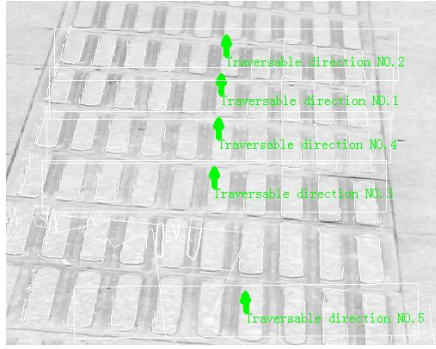 Traversable direction NO.2
Traversable direction NO.1
Traversable direction NO.4
Traversable direction NO.3
Traversable direction NO.5